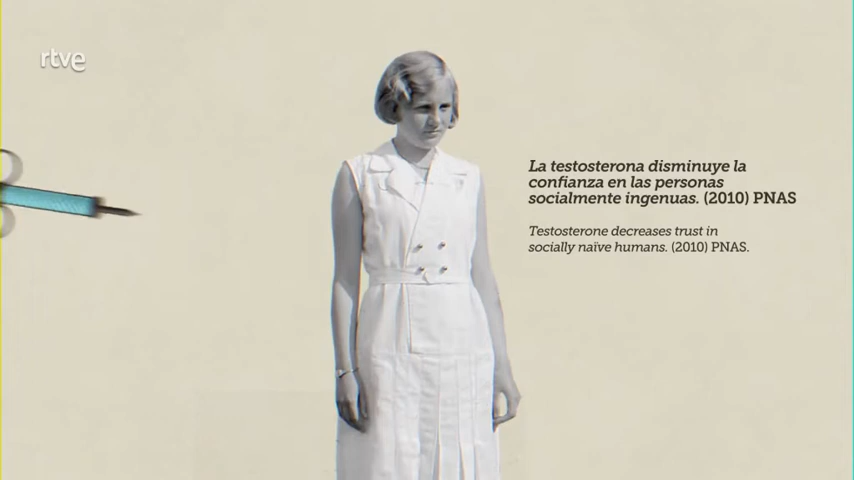 rtve
La testosterona disminuye la
confianza en las personas
socialmente ingenuas. (2010) PNAS
Testosterone decreases trust in
socially naïve humans. (2010) PNAS.